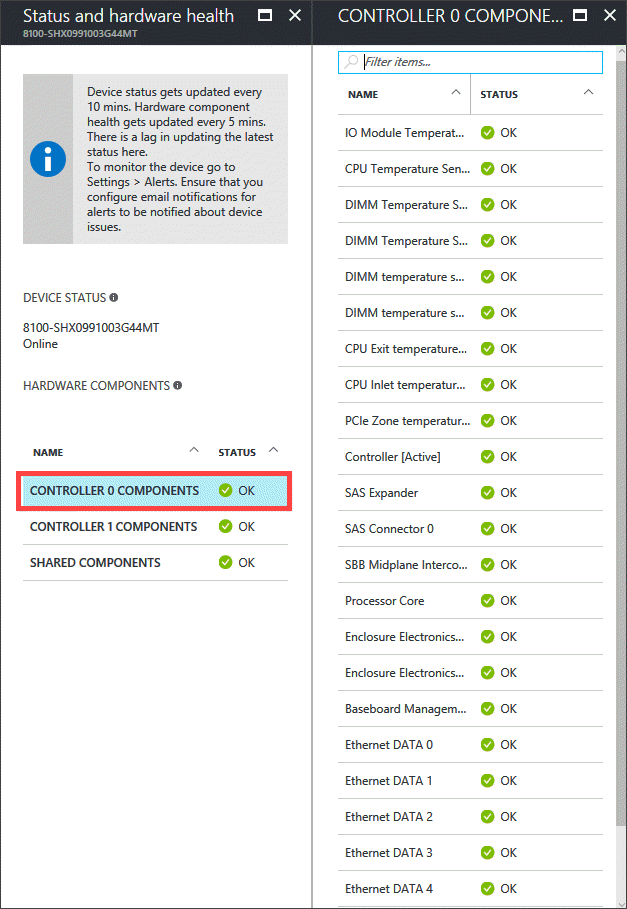 Status and hardware health
8100-SHX0991003G44MT
Device status gets updated every
10 mins. Hardware component
health gets updated every 5 mins.
There is a lag in updating the latest
status here.
To monitor the device go to
Settings > Alerts. Ensure that you
configure email notifications for
alerts to be notified about device
issues.
DEVICE STATUS
8100-SHX0991003G44MT
Online
HARDWARE COMPONENTS
NAME STATUS
CONTROLLER 0 COMPONENTS OK
CONTROLLER 1 COMPONENTS OK
SHARED COMPONENTS OK
CONTROLLER 0 COMPONE...
Filter items...
NAME STATUS
IO Module Temperat... OK
CPU Temperature Sen... OK
DIMM Temperature S... OK
DIMM Temperature S... OK
DIMM temperature s... OK
DIMM temperature s... OK
CPU Exit temperature... OK
CPU Inlet temperatur... OK
PCIe Zone temperatur... OK
Controller [Active] OK
SAS Expander OK
SAS Connector 0 OK
SBB Midplane Interco... OK
Processor Core OK
Enclosure Electronics... OK
Enclosure Electronics... OK
Baseboard Managem... OK
Ethernet DATA 0 OK
Ethernet DATA 1 OK
Ethernet DATA 2 OK
Ethernet DATA 3 OK
Ethernet DATA 4 OK